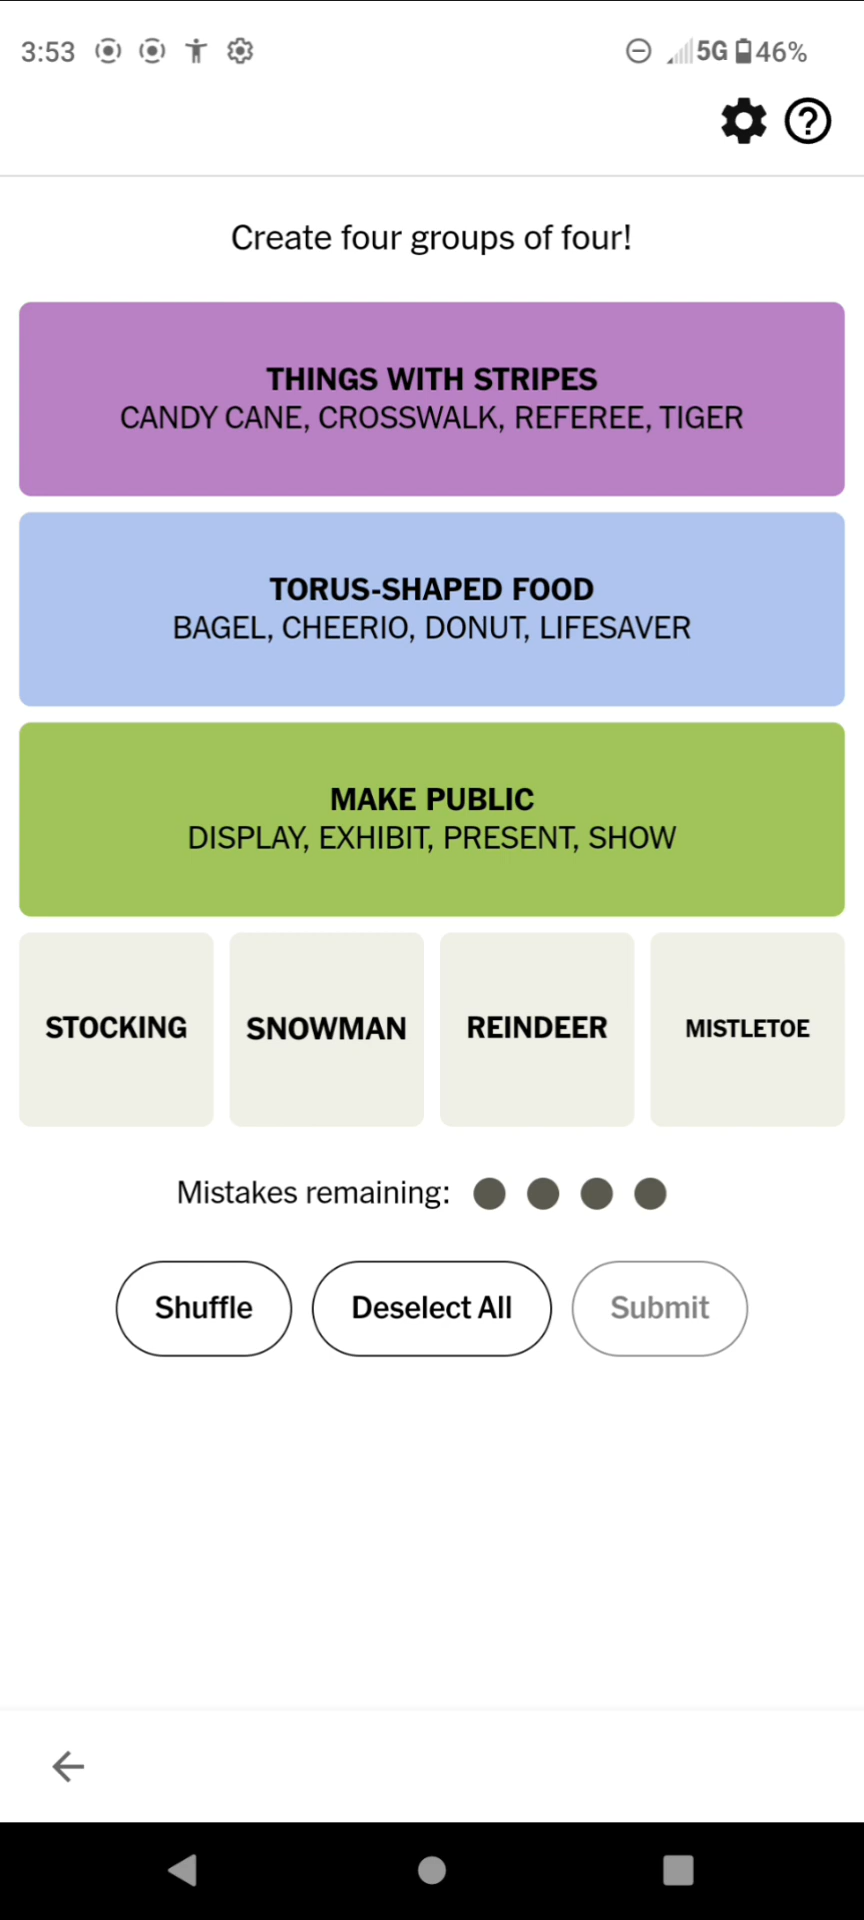 3:53 5G 46%
Create four groups of four!
THINGS WITH STRIPES
CANDY CANE, CROSSWALK, REFEREE, TIGER
TORUS-SHAPED FOOD
BAGEL, CHEERIO, DONUT, LIFESAVER
MAKE PUBLIC
DISPLAY, EXHIBIT, PRESENT, SHOW
STOCKING SNOWMAN REINDEER MISTLETOE
Mistakes remaining:
Shuffle Deselect All Submit